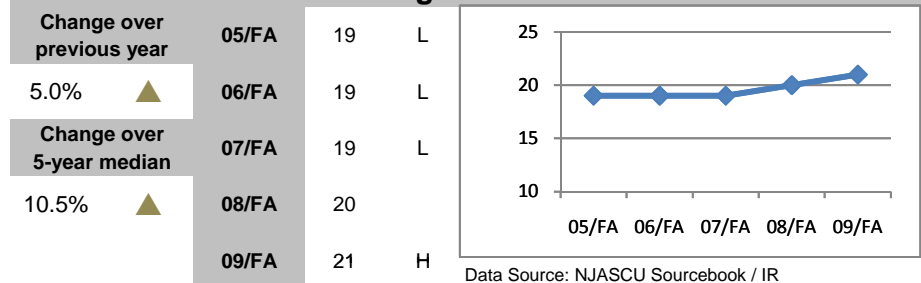 Change over
previous year
05/FA 19 L
5.0% 06/FA 19 L
Change over
5-year median
07/FA 19 L
10.5% 08/FA 20
09/FA 21 H
25
20
15
10
05/FA 06/FA 07/FA 08/FA 09/FA
Data Source: NJASCU Sourcebook / IR